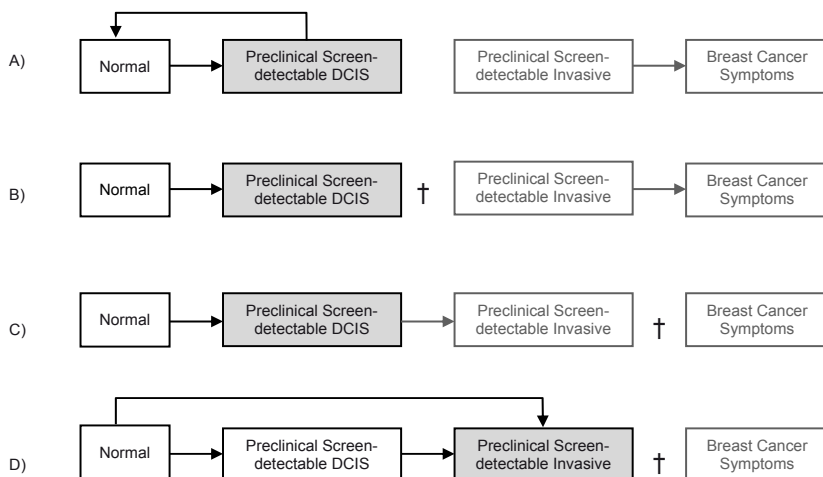 A)
Normal
Preclinical Screen-
detectable DCIS
Preclinical Screen-
detectable Invasive
Breast Cancer
Symptoms
B)
Normal
Preclinical Screen-
detectable DCIS
†
Preclinical Screen-
detectable Invasive
Breast Cancer
Symptoms
C)
Normal
Preclinical Screen-
detectable DCIS
Preclinical Screen-
detectable Invasive
†
Breast Cancer
Symptoms
D)
Normal
Preclinical Screen-
detectable DCIS
Preclinical Screen-
detectable Invasive
†
Breast Cancer
Symptoms